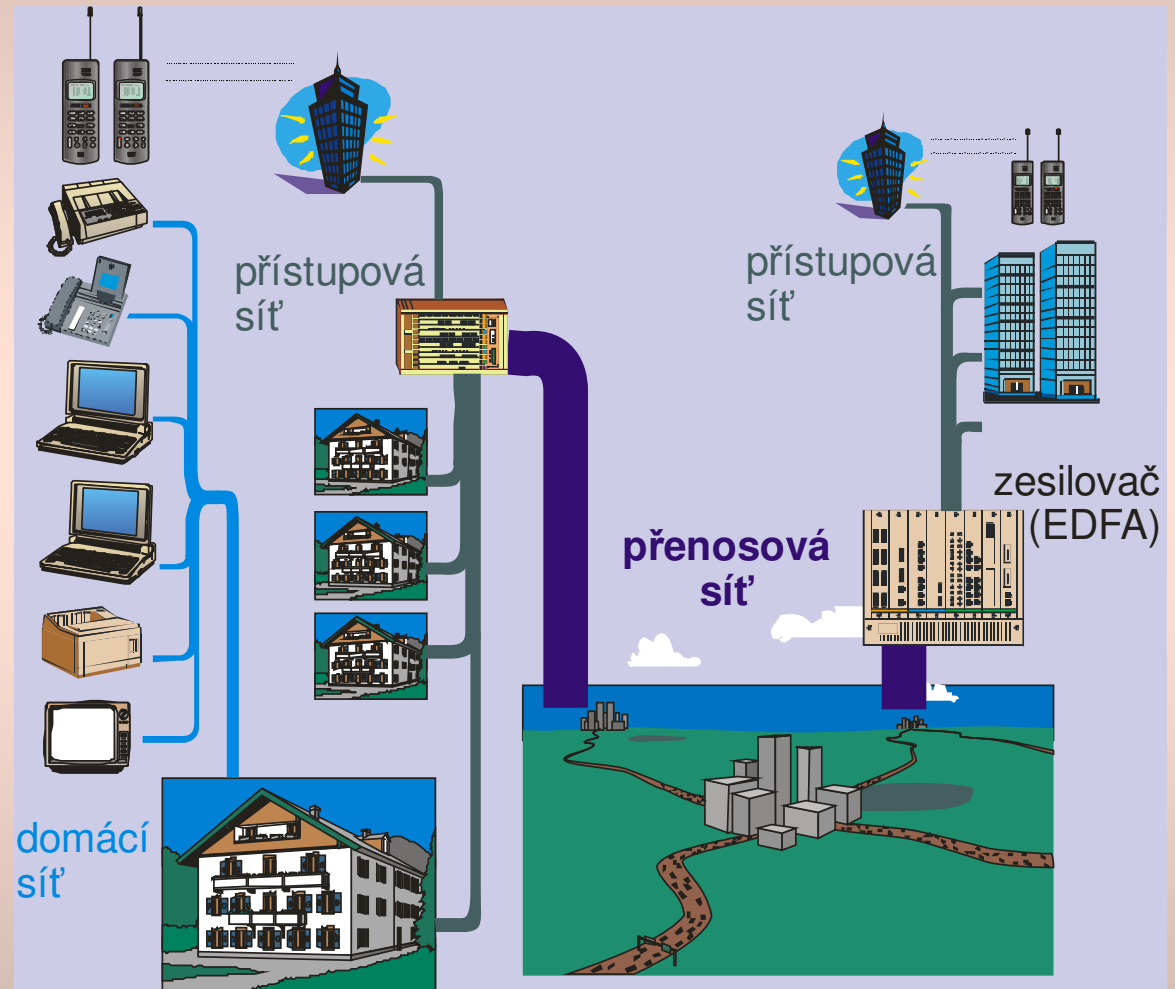 přístupová
síť
přístupová
síť
zesilovač
(EDFA)
přenosová
síť
domácí
síť